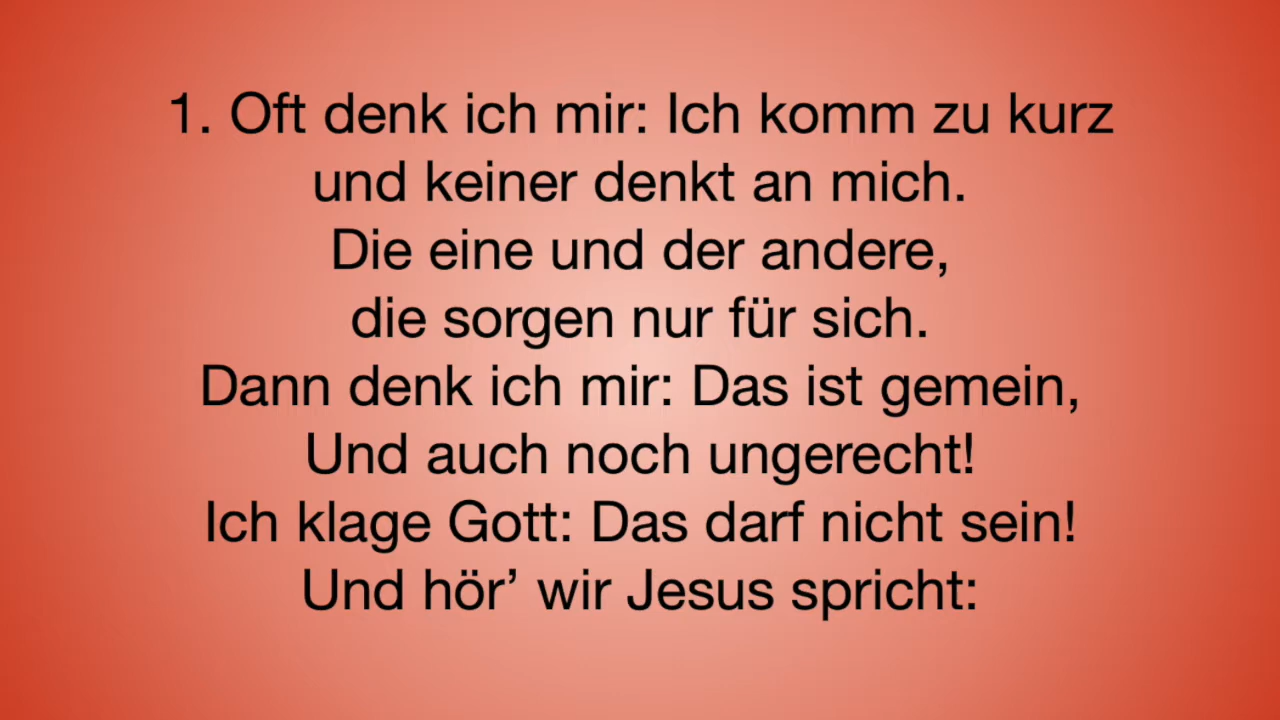 1. Oft denk ich mir: Ich komm zu kurz
und keiner denkt an mich.
Die eine und der andere,
die sorgen nur für sich.
Dann denk ich mir: Das ist gemein,
Und auch noch ungerecht!
Ich klage Gott: Das darf nicht sein!
Und hör’ wir Jesus spricht: